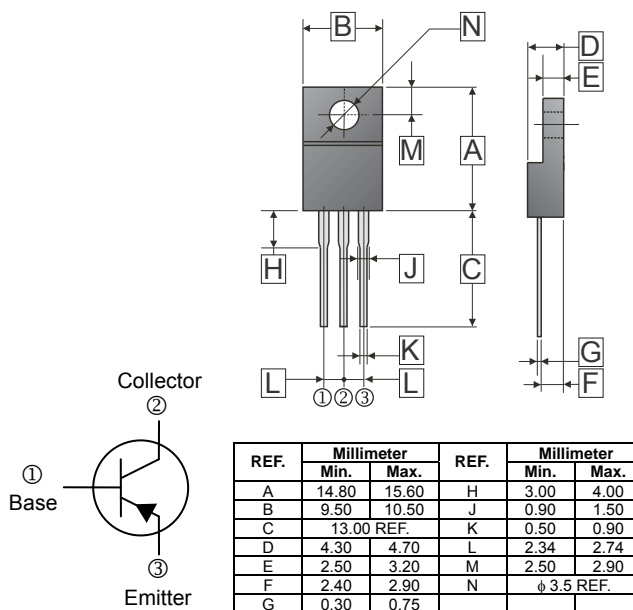 B
N
D
E
M
A
H
J
C
K
L
L
G
F
① ② ③
Collector
②
①
Base
③
Emitter
REF. Millimeter REF. Millimeter
Min. Max. Min. Max.
A 14.80 15.60 H 3.00 4.00
B 9.50 10.50 J 0.90 1.50
C 13.00 REF. K 0.50 0.90
D 4.30 4.70 L 2.34 2.74
E 2.50 3.20 M 2.50 2.90
F 2.40 2.90 N ϕ 3.5 REF.
G 0.30 0.75